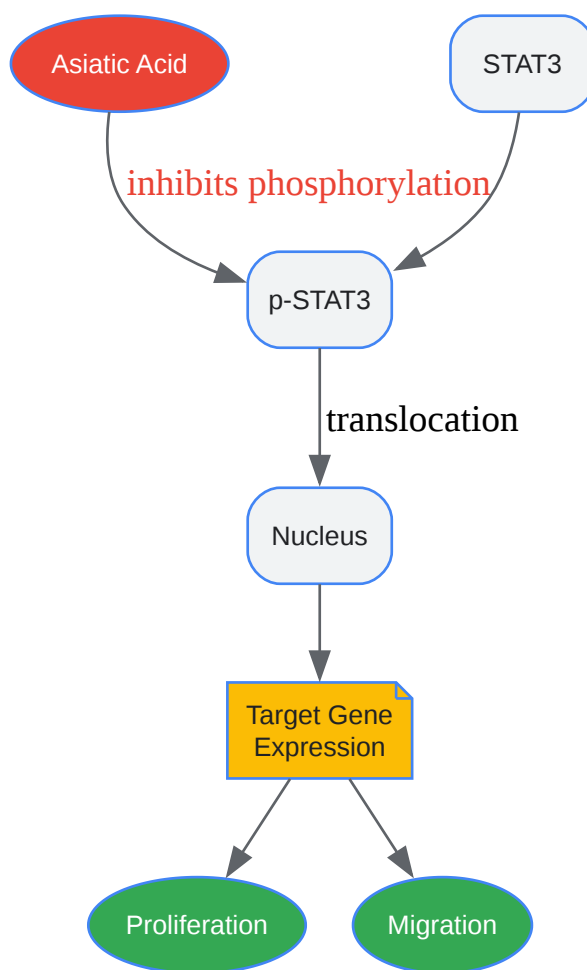 Asiatic Acid
STAT3
inhibits phosphorylation
p-STAT3
translocation
Nucleus
Target Gene
Expression
Proliferation
Migration